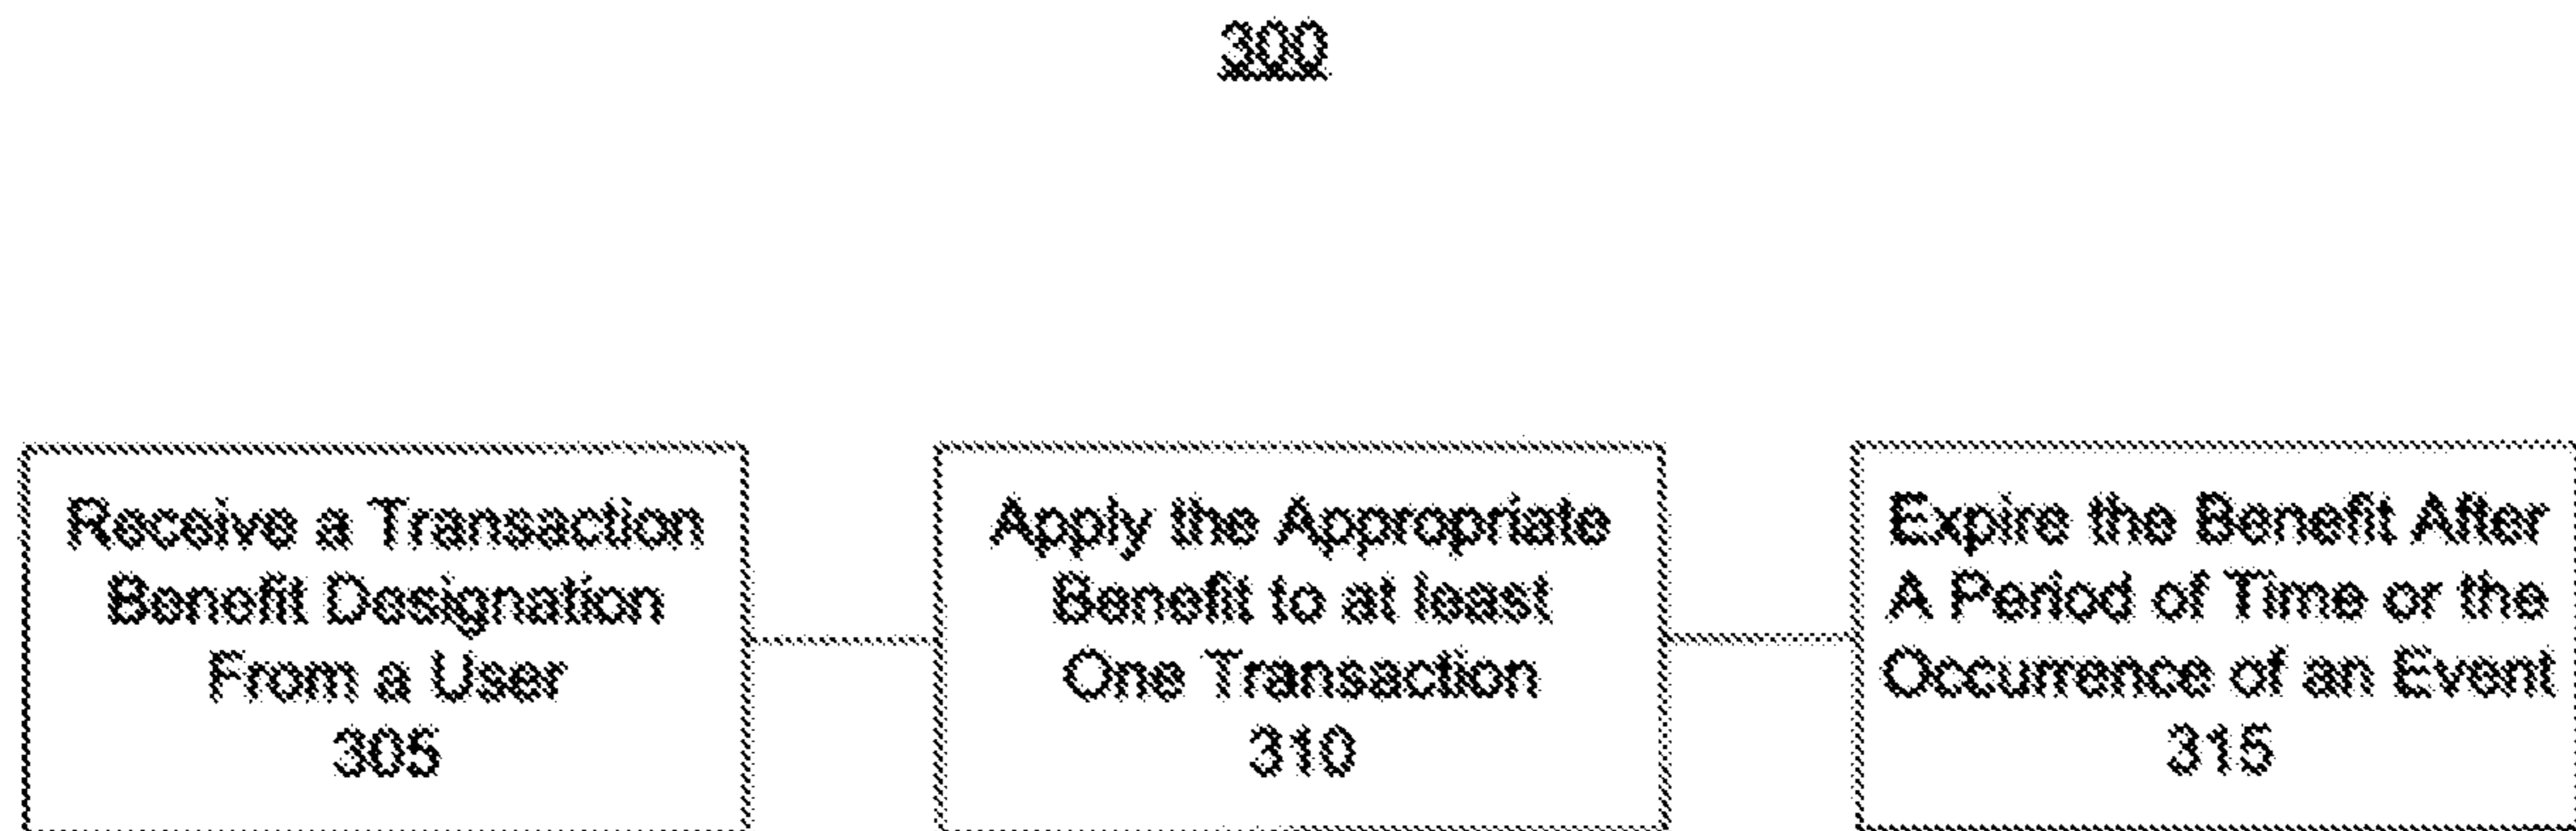 300
Receive a Transaction
Benefit Designation
From a User
305
Apply the Appropriate
Benefit to at least
One Transaction
310
Expire the Benefit After
A Period of Time or the
Occurrence of an Event
315